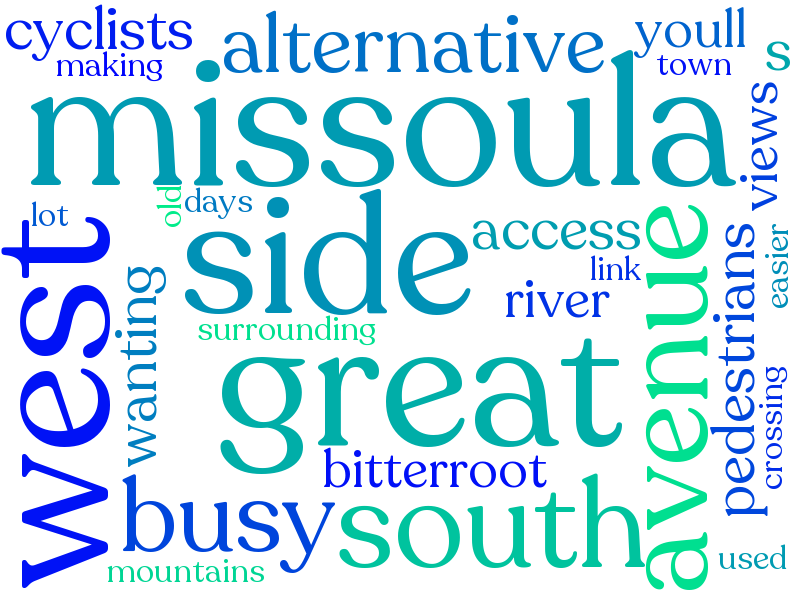 cyclists
making
alternative
youll
town
s
missoula
views
lot
old
days
side
access
link
river
west
wanting
surrounding
great
avenue
pedestrians
easier
crossing
bitterroot
busy
south
mountains
used